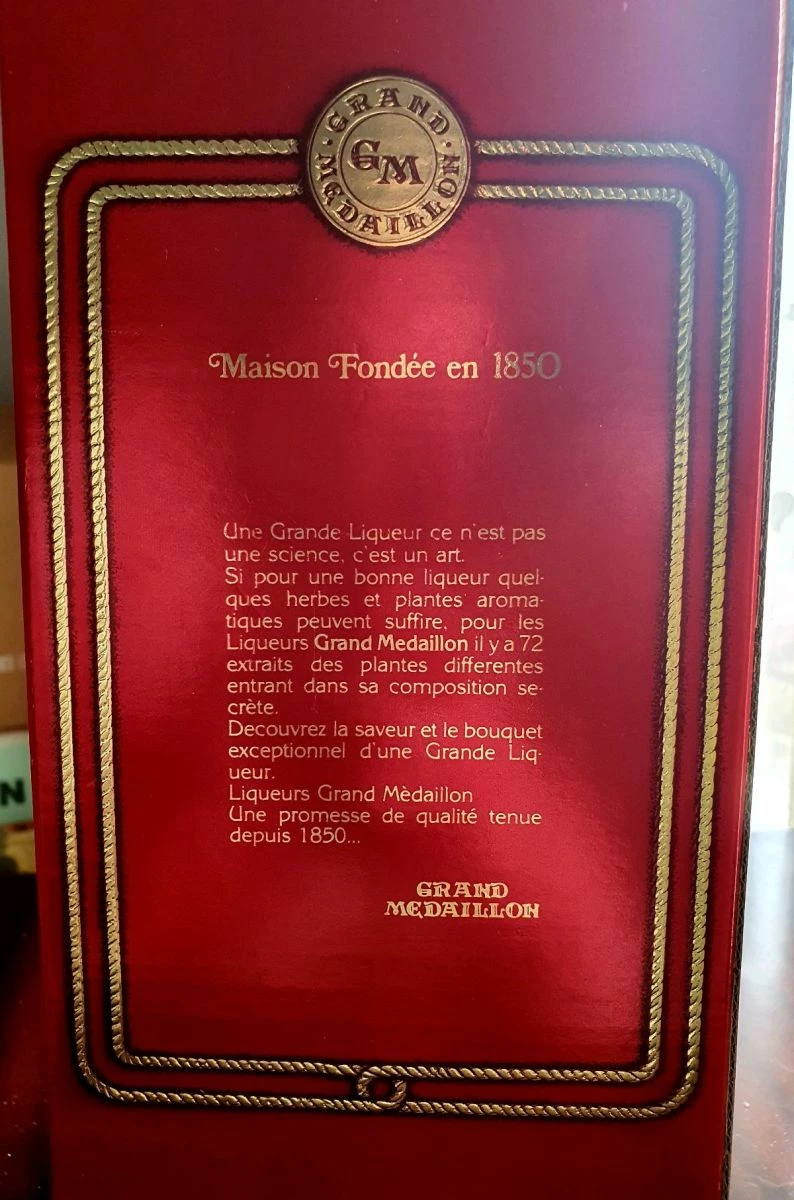 GRAND MEDAILLON
GM
Maison Fondée en 1850
Une Grande Liqueur ce n'est pas
une science, c'est un art.
Si pour une bonne liqueur quel-
ques herbes et plantes aroma-
tiques peuvent suffire, pour les
Liqueurs Grand Medaillon il y a 72
extraits des plantes differentes
entrant dans sa composition se-
crète.
Decouvrez la saveur et le bouquet
exceptionnel d'une Grande Liq-
ueur.
Liqueurs Grand Mèdaillon
Une promesse de qualité tenue
depuis 1850...
GRAND
MEDAILLON
N